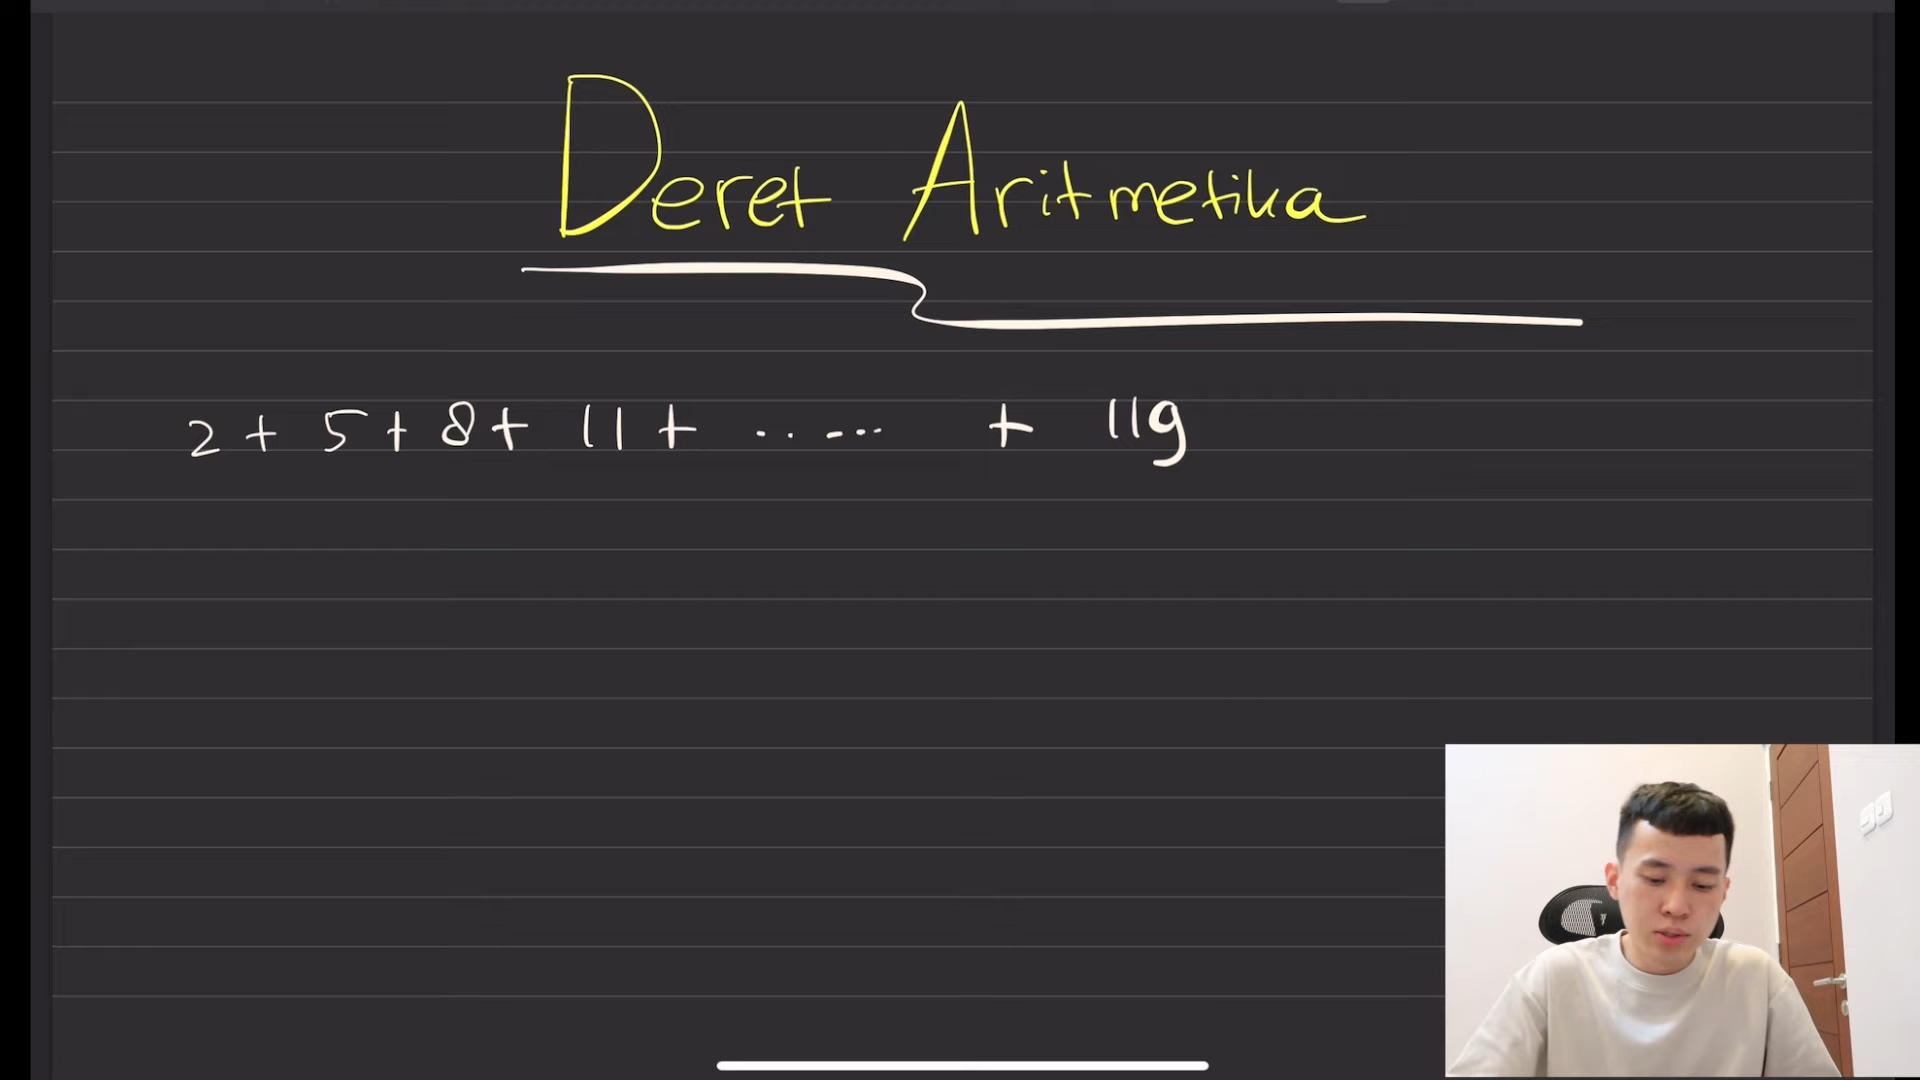 Deret Aritmetika
2 + 5 + 8 + 11 + ...... + 119